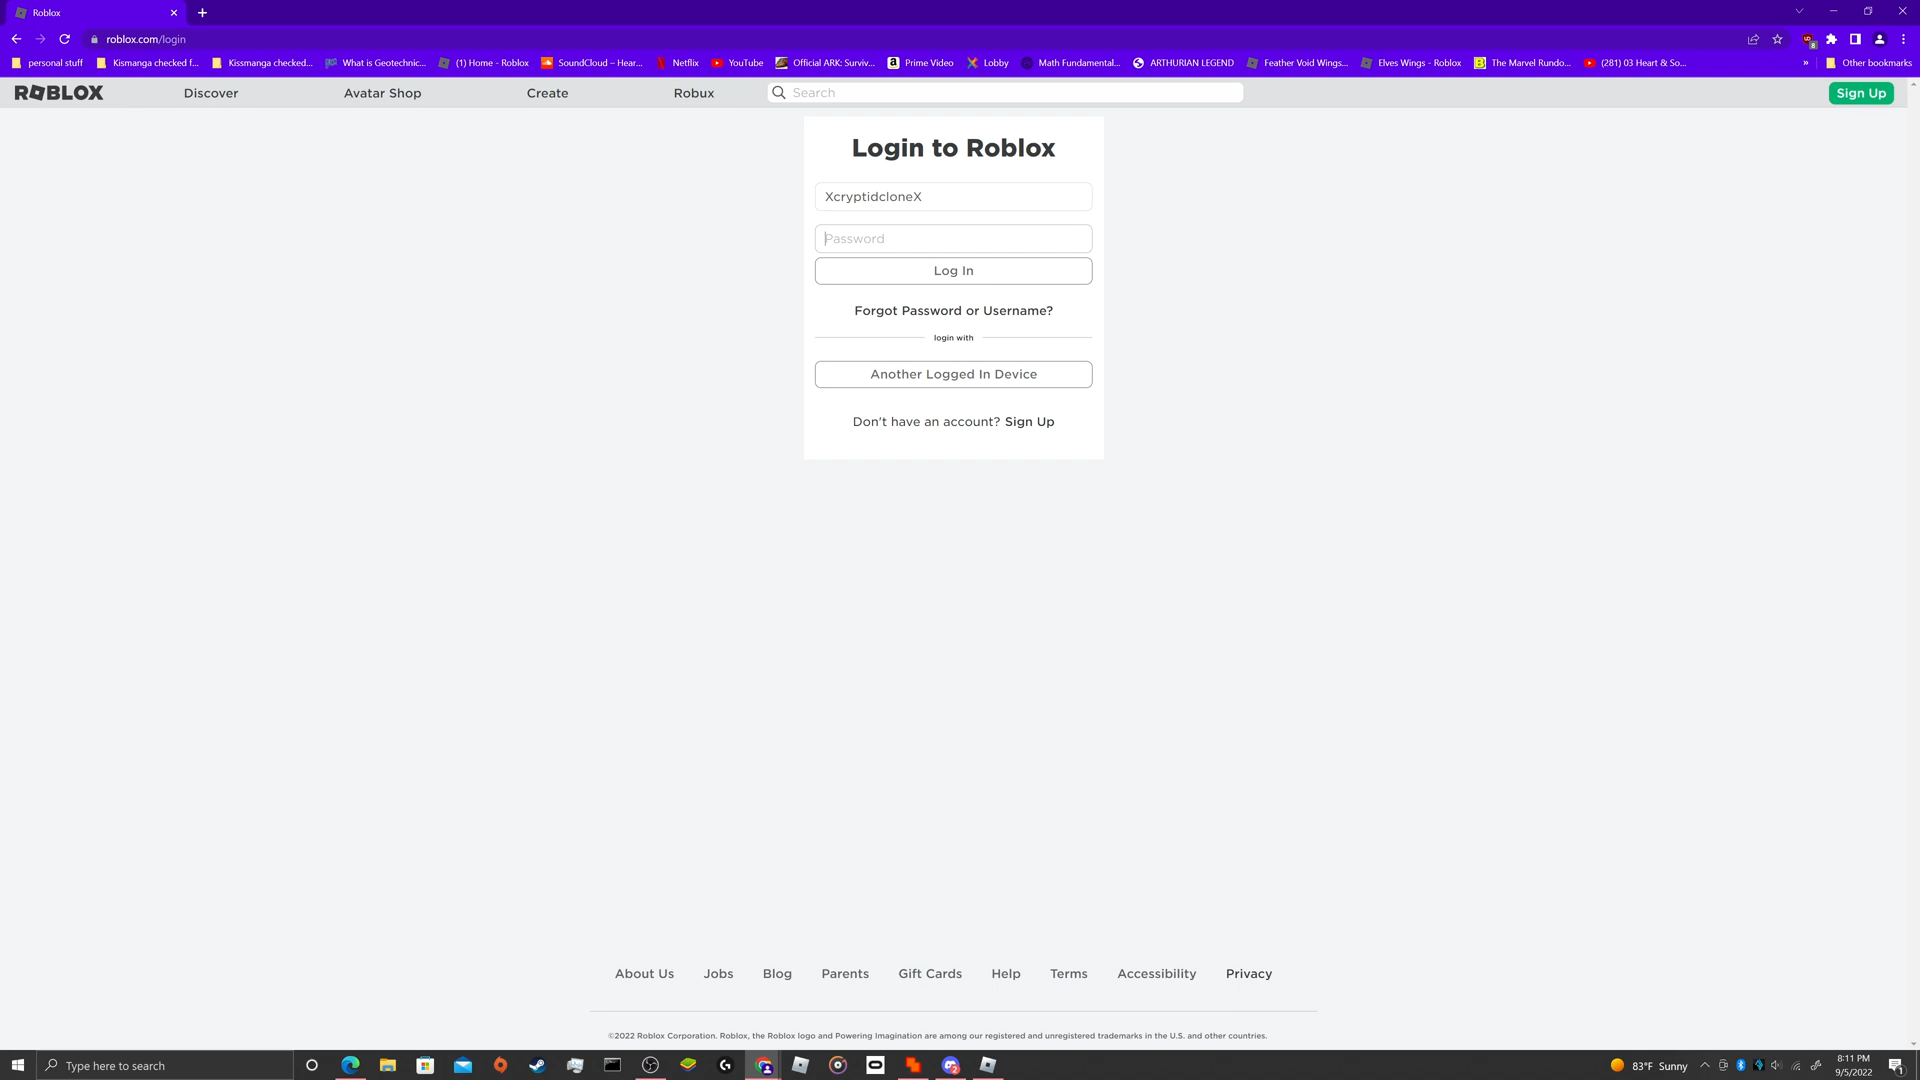 Roblox
roblox.com/login
8
personal stuff
Kismanga checked f...
Kissmanga checked...
What is Geotechnic...
(1) Home - Roblox
SoundCloud – Hear...
Netflix
YouTube
Official ARK: Surviv...
Prime Video
Lobby
Math Fundamental...
ARTHURIAN LEGEND
Feather Void Wings...
Elves Wings - Roblox
The Marvel Rundo...
(281) 03 Heart & So...
»
Other bookmarks
ROBLOX
Discover
Avatar Shop
Create
Robux
Search
Sign Up
Login to Roblox
XcryptidcloneX
Password
Log In
Forgot Password or Username?
login with
Another Logged In Device
Don't have an account? Sign Up
About Us
Jobs
Blog
Parents
Gift Cards
Help
Terms
Accessibility
Privacy
©2022 Roblox Corporation. Roblox, the Roblox logo and Powering Imagination are among our registered and unregistered trademarks in the U.S. and other countries.
Type here to search
2
83°F Sunny
8:11 PM
9/5/2022
1